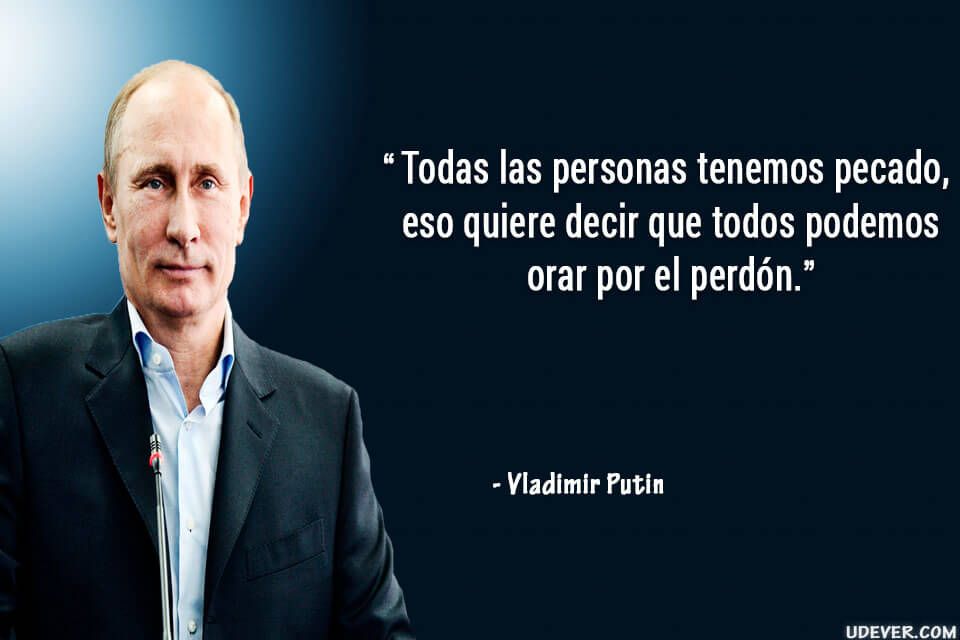 “ Todas las personas tenemos pecado,
eso quiere decir que todos podemos
orar por el perdón.”
- Vladimir Putin
UDEVER.COM